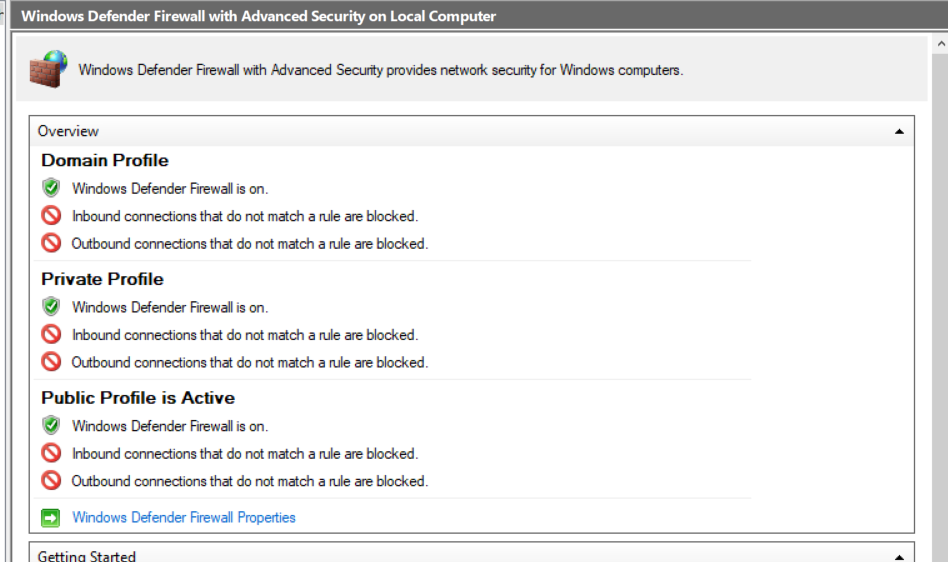 Windows Defender Firewall with Advanced Security on Local Computer
Windows Defender Firewall with Advanced Security provides network security for Windows computers.
Overview
Domain Profile
Windows Defender Firewall is on.
Inbound connections that do not match a rule are blocked.
Outbound connections that do not match a rule are blocked.
Private Profile
Windows Defender Firewall is on.
Inbound connections that do not match a rule are blocked.
Outbound connections that do not match a rule are blocked.
Public Profile is Active
Windows Defender Firewall is on.
Inbound connections that do not match a rule are blocked.
Outbound connections that do not match a rule are blocked.
Windows Defender Firewall Properties
Getting Started